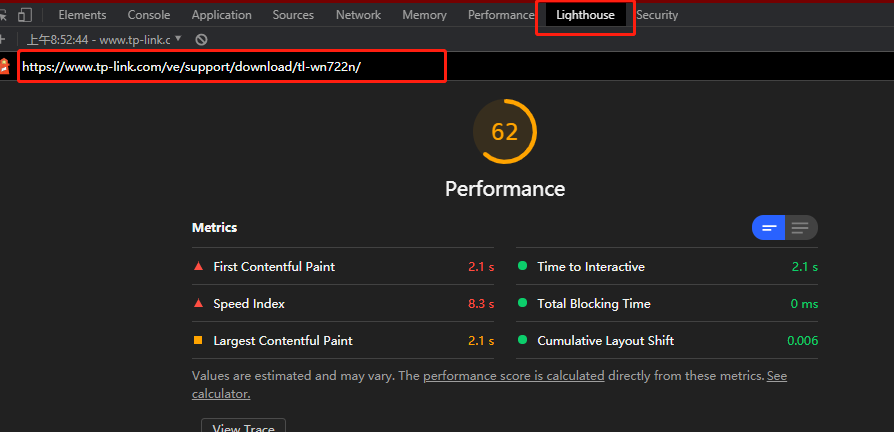 Elements Console Application Sources Network Memory Performance Lighthouse Security
上午8:52:44 - www.tp-link.c
https://www.tp-link.com/ve/support/download/tl-wn722n/
62
Performance
Metrics
First Contentful Paint 2.1 s
Time to Interactive 2.1 s
Speed Index 8.3 s
Total Blocking Time 0 ms
Largest Contentful Paint 2.1 s
Cumulative Layout Shift 0.006
Values are estimated and may vary. The performance score is calculated directly from these metrics. See
calculator.
View Trace